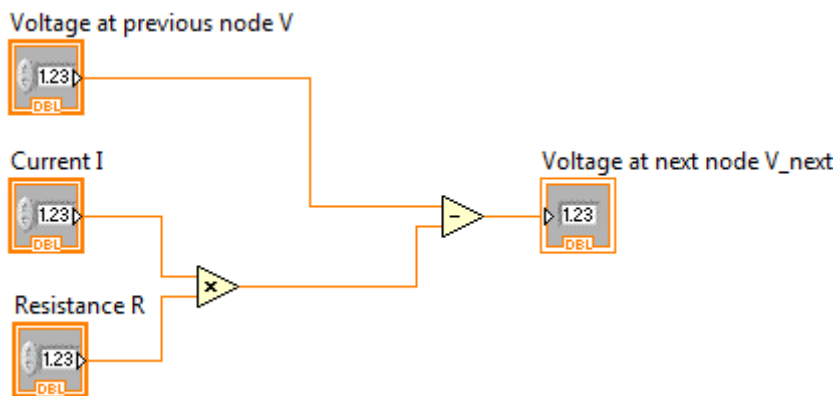 Voltage at previous node V
1.23
DBL
Current I
1.23
DBL
Voltage at next node V_next
1.23
DBL
Resistance R
1.23
DBL